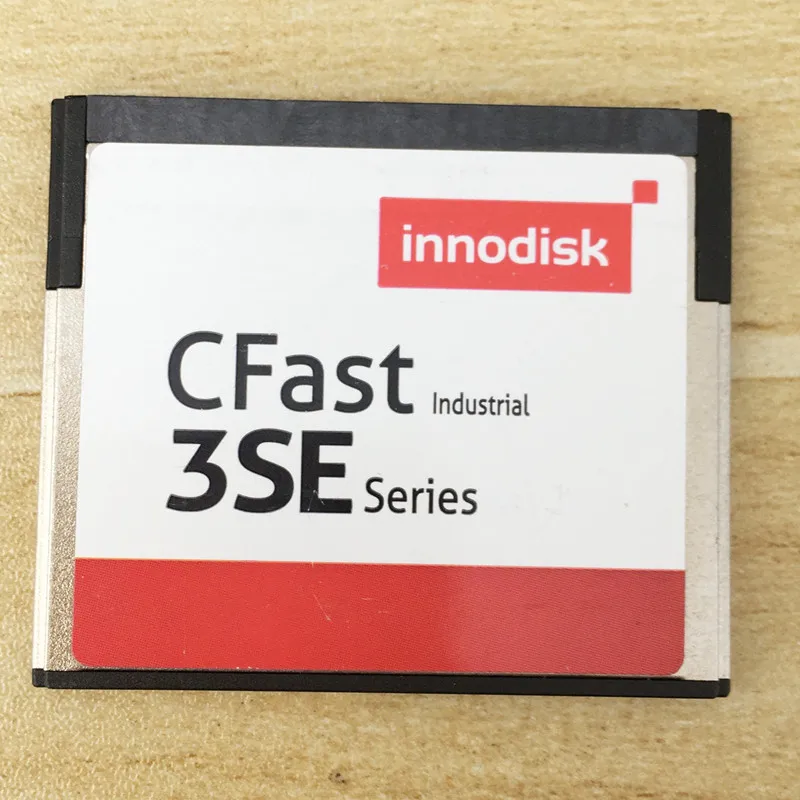 innodisk
CFast Industrial
3SE Series